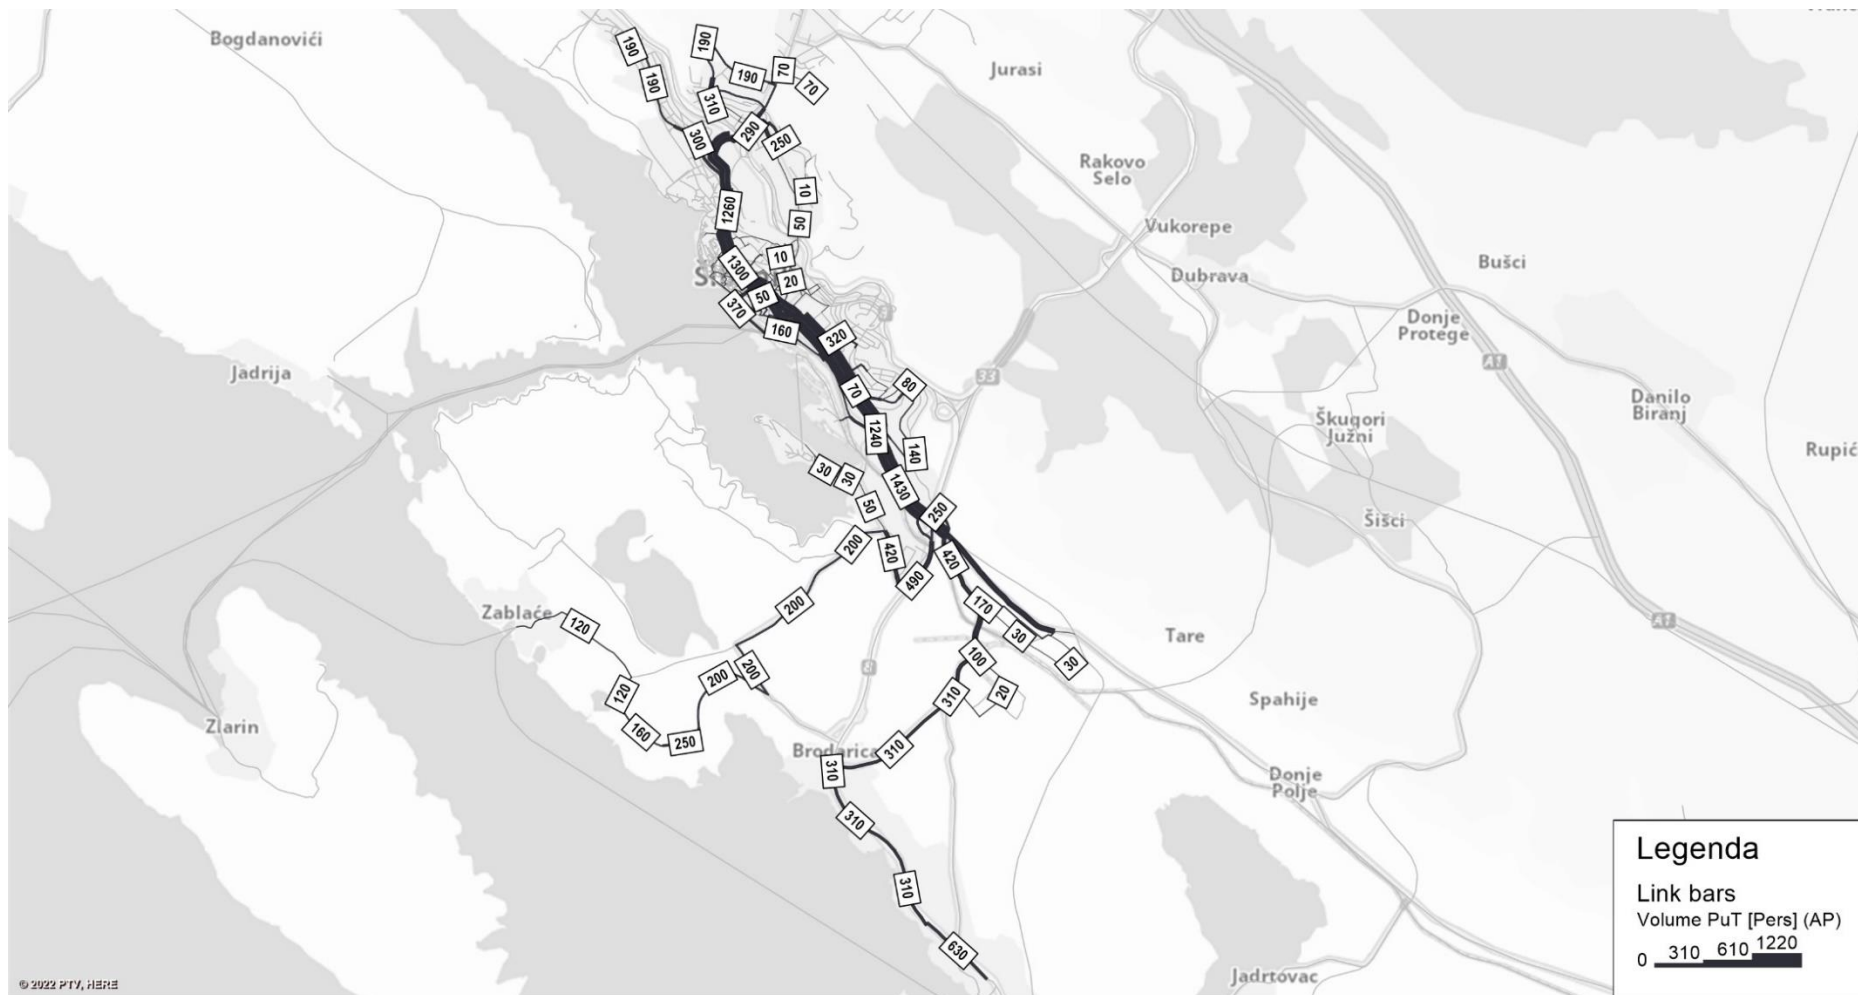 Bogdanovići
190
190
190
70
190
70
310
Jurasi
300
290
250
Rakovo
Selo
10
1260
50
Vukorepe
10
1300
20
Dubrava
Bušci
50
370
160
320
Donje
Protege
Jadrija
33
A1
70
80
Danilo
Biranj
1240
140
Škugori
Južni
Rupić
30
30
1430
50
250
Šišci
200
420
420
490
Zablaće
120
200
170
30
Tare
A1
100
30
8
200
200
120
310
20
Spahije
Zlarin
160
250
Brodarica
310
310
Donje
Polje
310
310
630
Jadrtovac
Legenda
Link bars
Volume PuT [Pers] (AP)
0 310 610 1220
© 2022 PTV, HERE